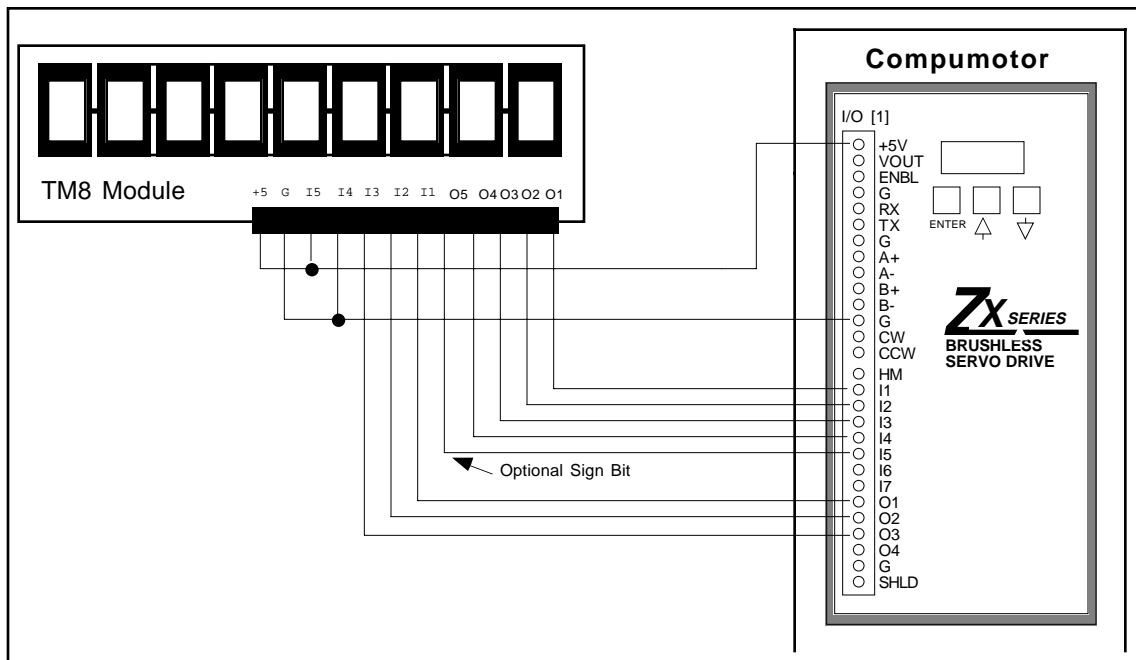 Compumotor
I/O [1]
TM8 Module
+5 G I5 I4 I3 I2 I1 O5 O4 O3 O2 O1
+5V
VOUT
ENBL
G
RX
TX
G
A+
A-
B+
B-
G
CW
CCW
HM
I1
I2
I3
I4
I5
I6
I7
O1
O2
O3
O4
G
SHLD
ENTER
ZX SERIES
BRUSHLESS
SERVO DRIVE
Optional Sign Bit